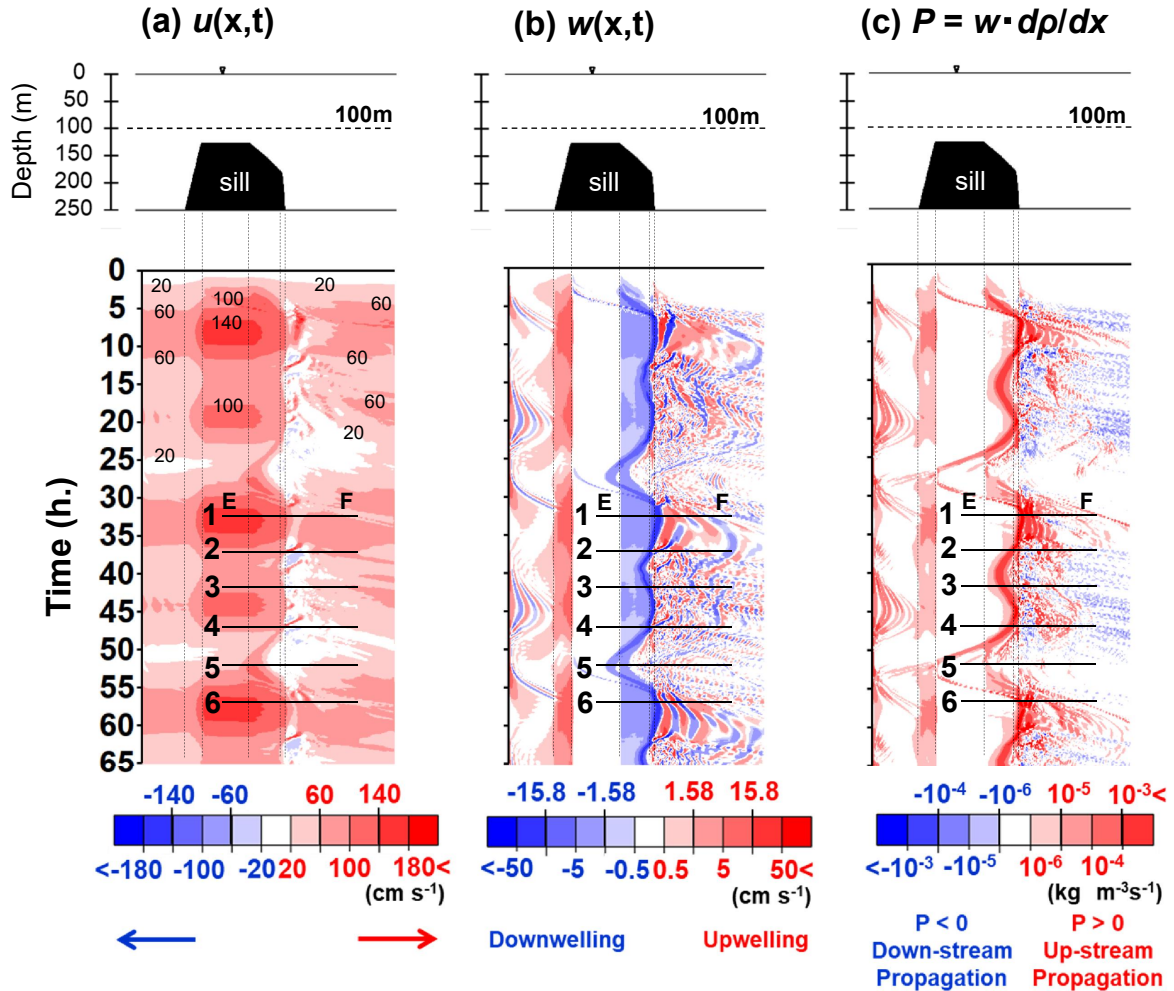 (a) u(x,t)
(b) w(x,t)
(c) P = w·dρ/dx
Depth (m)
0
50
100
150
200
250
100m
sill
100m
sill
100m
sill
Time (h.)
0
5
10
15
20
25
30
35
40
45
50
55
60
65
20
60
100
140
60
100
20
20
60
60
60
20
E F
1
2
3
4
5
6
E F
1
2
3
4
5
6
E F
1
2
3
4
5
6
-140 -60 60 140
<-180 -100 -20 20 100 180<
(cm s-1)
-15.8 -1.58 1.58 15.8
<-50 -5 -0.5 0.5 5 50<
(cm s-1)
-10-4 -10-6 10-5 10-3<
<-10-3 -10-5 10-6 10-4
(kg m-3s-1)
Downwelling
Upwelling
P < 0
Down-stream
Propagation
P > 0
Up-stream
Propagation